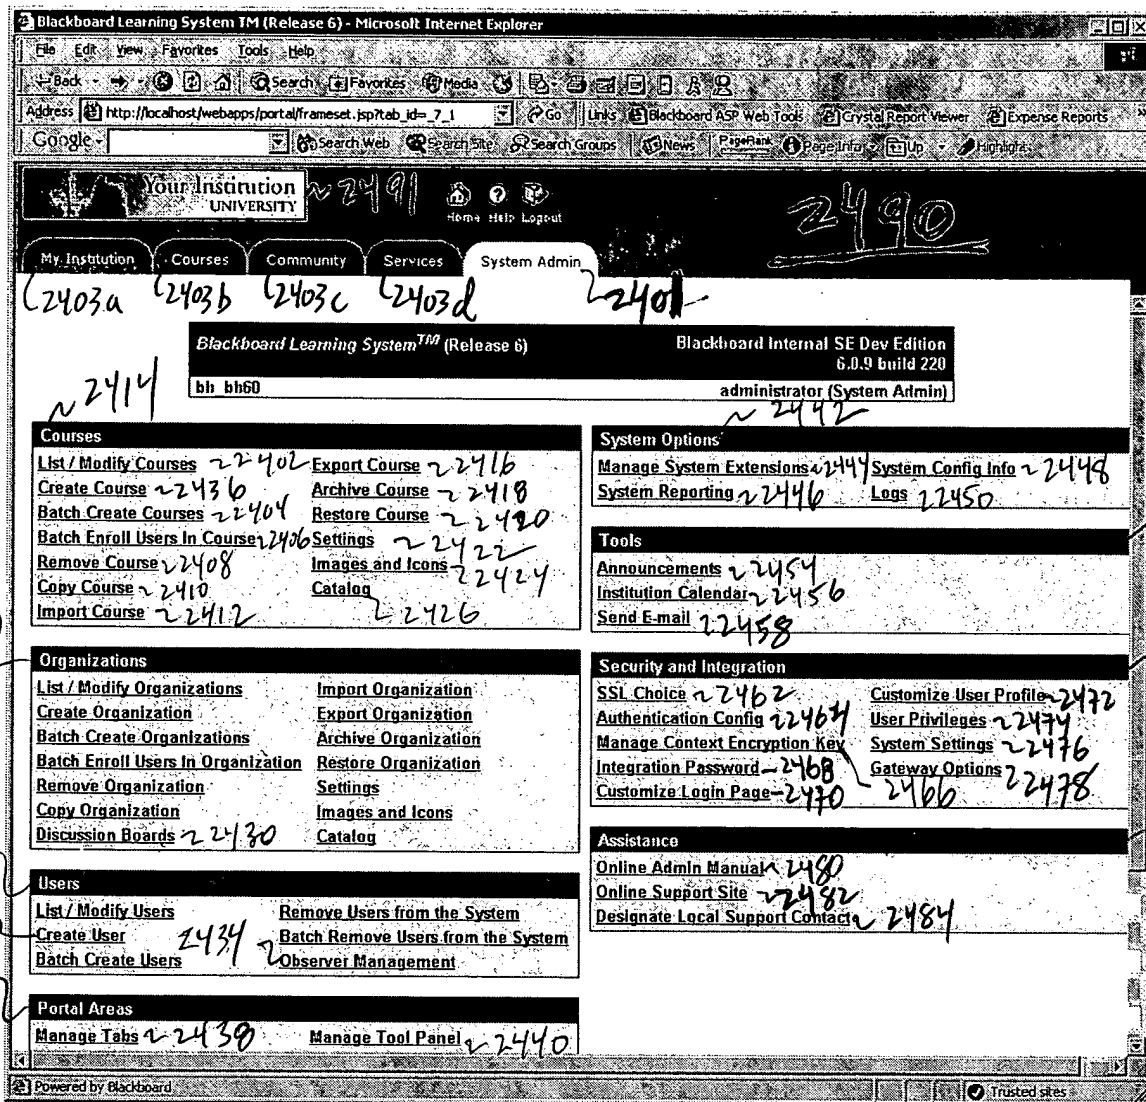 Blackboard Learning System TM (Release 6) - Microsoft Internet Explorer
File Edit View Favorites Tools Help
Back Search Favorites Media
Address http://localhost/webapps/portal/frameset.jsp?tab_id=_7_1 Go Links Blackboard ASP Web Tools Crystal Report Viewer Expense Reports
Google Search Web Search Site Search Groups News PageRank Page Info Up Highlight
Your Institution ~2491
UNIVERSITY
Home Help Logout
2490
My Institution Courses Community Services System Admin
2403a 2403b 2403c 2403d 2401
Blackboard Learning System™ (Release 6) Blackboard Internal SE Dev Edition
6.0.9 build 220
bh_bh60 administrator (System Admin)
~2414
Courses
List / Modify Courses ~2402 Export Course ~2416
Create Course ~2436 Archive Course ~2418
Batch Create Courses ~2404 Restore Course ~2420
Batch Enroll Users In Course ~2406 Settings ~2422
Remove Course ~2408 Images and Icons ~2424
Copy Course ~2410 Catalog ~2426
Import Course ~2412
Organizations
List / Modify Organizations Import Organization
Create Organization Export Organization
Batch Create Organizations Archive Organization
Batch Enroll Users In Organization Restore Organization
Remove Organization Settings
Copy Organization Images and Icons
Discussion Boards ~2430 Catalog
Users
List / Modify Users Remove Users from the System
Create User 2434 Batch Remove Users from the System
Batch Create Users Observer Management
Portal Areas
Manage Tabs ~2438 Manage Tool Panel ~2440
~2442
System Options
Manage System Extensions ~2444 System Config Info ~2448
System Reporting ~2446 Logs ~2450
Tools
Announcements ~2454
Institution Calendar ~2456
Send E-mail ~2458
Security and Integration
SSL Choice ~2462 Customize User Profile ~2472
Authentication Config ~2464 User Privileges ~2474
Manage Context Encryption Key System Settings ~2476
Integration Password ~2468 Gateway Options ~2478
Customize Login Page ~2470 2466
Assistance
Online Admin Manual ~2480
Online Support Site ~2482
Designate Local Support Contact ~2484
Powered by Blackboard Trusted sites